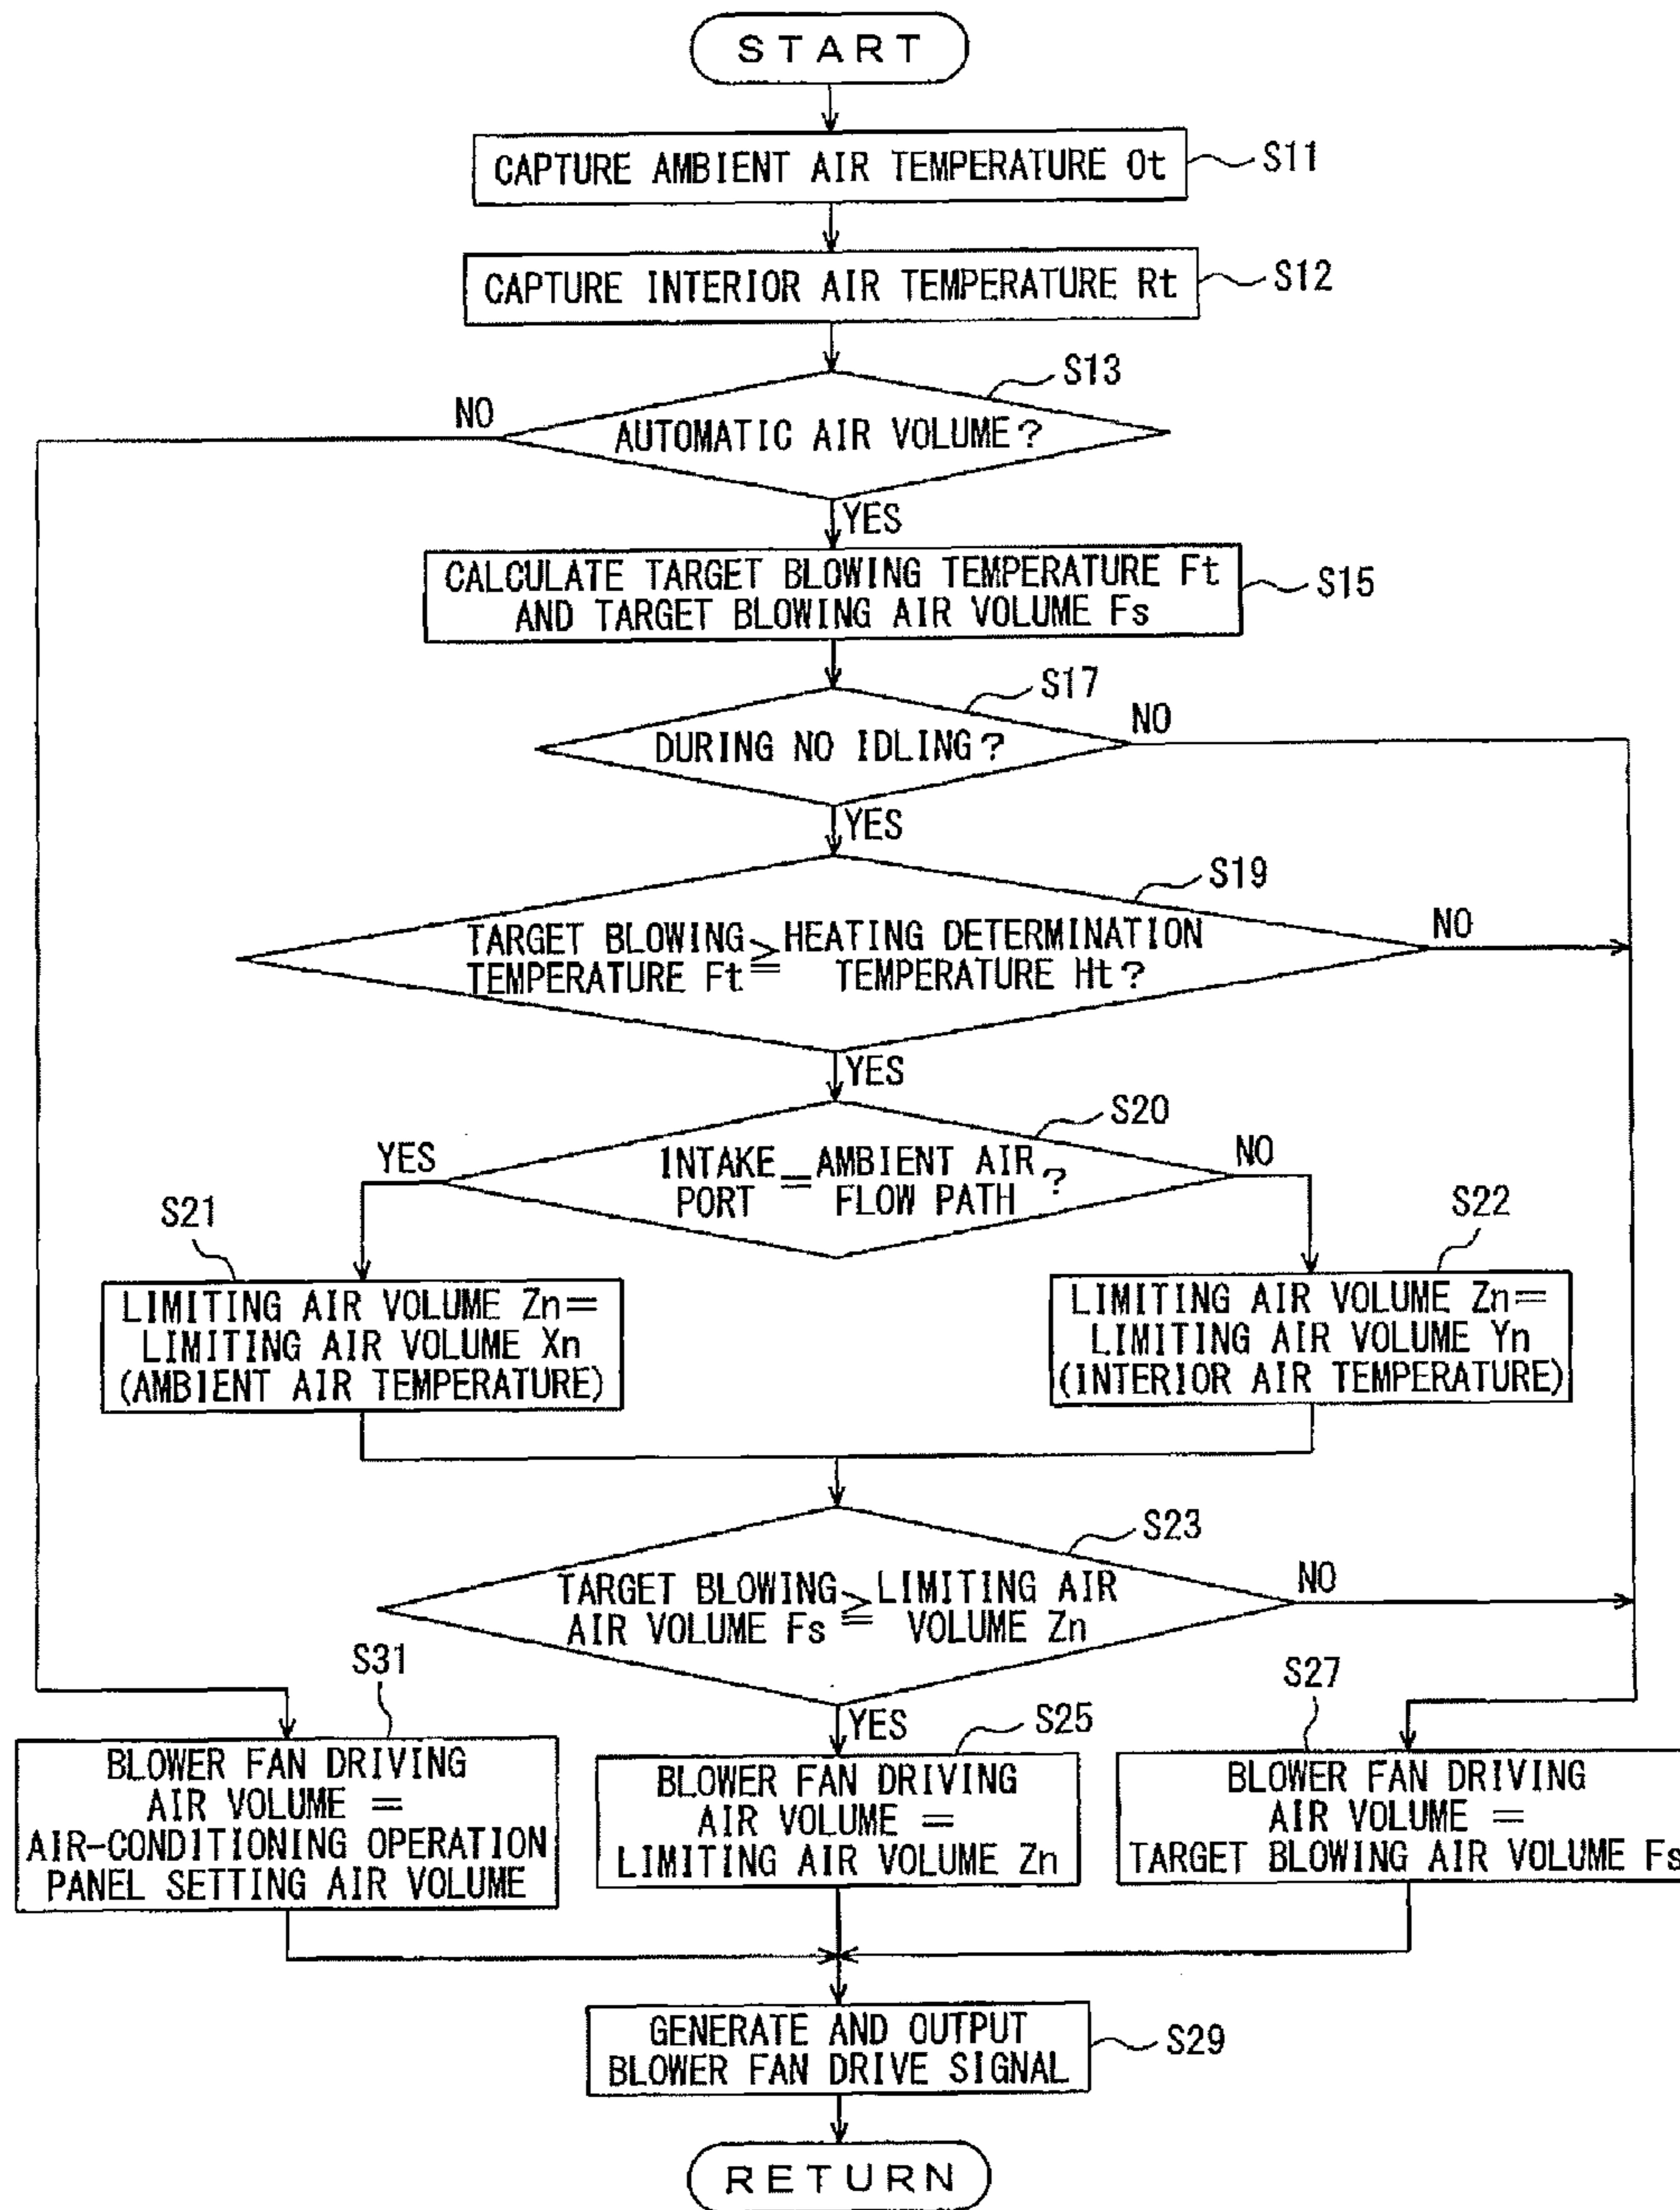 START
CAPTURE AMBIENT AIR TEMPERATURE Ot
S11
CAPTURE INTERIOR AIR TEMPERATURE Rt
S12
S13
NO
AUTOMATIC AIR VOLUME?
YES
CALCULATE TARGET BLOWING TEMPERATURE Ft
AND TARGET BLOWING AIR VOLUME Fs
S15
S17
NO
DURING NO IDLING?
YES
S19
NO
TARGET BLOWING ≧ HEATING DETERMINATION
TEMPERATURE Ft TEMPERATURE Ht?
YES
S20
YES
NO
INTAKE = AMBIENT AIR ?
PORT FLOW PATH
S21
S22
LIMITING AIR VOLUME Zn=
LIMITING AIR VOLUME Xn
(AMBIENT AIR TEMPERATURE)
LIMITING AIR VOLUME Zn=
LIMITING AIR VOLUME Yn
(INTERIOR AIR TEMPERATURE)
S23
NO
TARGET BLOWING ≧ LIMITING AIR
AIR VOLUME Fs VOLUME Zn
YES
S31
S25
S27
BLOWER FAN DRIVING
AIR VOLUME =
AIR-CONDITIONING OPERATION
PANEL SETTING AIR VOLUME
BLOWER FAN DRIVING
AIR VOLUME =
LIMITING AIR VOLUME Zn
BLOWER FAN DRIVING
AIR VOLUME =
TARGET BLOWING AIR VOLUME Fs
GENERATE AND OUTPUT
BLOWER FAN DRIVE SIGNAL
S29
RETURN